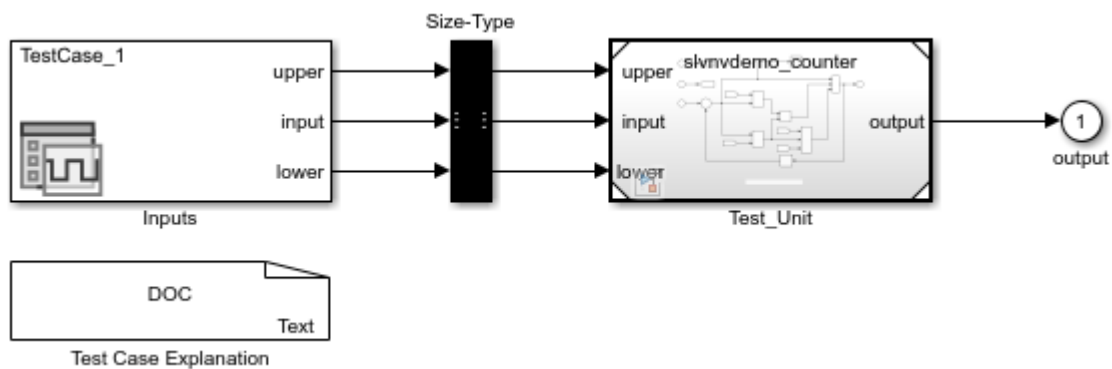 Size-Type
TestCase_1
upper
input
lower
Inputs
upper
input
lower
slvnvdemo_counter
output
Test_Unit
1
output
DOC
Text
Test Case Explanation